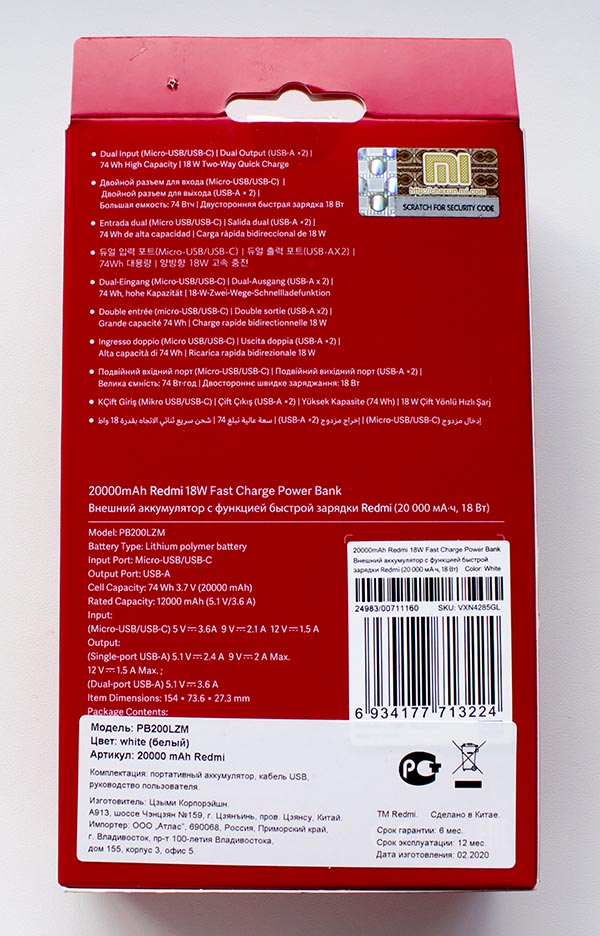 mi
http://chaxun.mi.com
SCRATCH FOR SECURITY CODE
• Dual Input (Micro-USB/USB-C) | Dual Output (USB-A ×2) |
74 Wh High Capacity | 18 W Two-Way Quick Charge
• Двойной разъем для входа (Micro-USB/USB-C) |
Двойной разъем для выхода (USB-A × 2) |
Большая емкость: 74 Втч | Двусторонняя быстрая зарядка 18 Вт
• Entrada dual (Micro USB/USB-C) | Salida dual (USB-A ×2) |
74 Wh de alta capacidad | Carga rápida bidireccional de 18 W
• 듀얼 입력 포트(Micro-USB/USB-C) | 듀얼 출력 포트(USB-AX2) |
74Wh 대용량 | 양방향 18W 고속 충전
• Dual-Eingang (Micro-USB/USB-C) | Dual-Ausgang (USB-A x 2) |
74 Wh, hohe Kapazität | 18-W-Zwei-Wege-Schnellladefunktion
• Double entrée (micro-USB/USB-C) | Double sortie (USB-A x2) |
Grande capacité 74 Wh | Charge rapide bidirectionnelle 18 W
• Ingresso doppio (Micro USB/USB-C) | Uscita doppia (USB-A ×2) |
Alta capacità di 74 Wh | Ricarica rapida bidirezionale 18 W
• Подвійний вхідний порт (Micro-USB/USB-C) | Подвійний вихідний порт (USB-A ×2) |
Велика ємність: 74 Вт·год | Двостороннє швидке заряджання: 18 Вт
• KÇift Giriş (Mikro USB/USB-C) | Çift Çıkış (USB-A ×2) | Yüksek Kapasite (74 Wh) | 18 W Çift Yönlü Hızlı Şarj
• إدخال مزدوج (Micro-USB/USB-C) | إخراج مزدوج (USB-A ×2) | سعة عالية تبلغ 74 | شحن سريع ثنائي الاتجاه بقدرة 18 واط
20000mAh Redmi 18W Fast Charge Power Bank
Внешний аккумулятор с функцией быстрой зарядки Redmi (20 000 мА·ч, 18 Вт)
Model: PB200LZM
Battery Type: Lithium polymer battery
Input Port: Micro-USB/USB-C
Output Port: USB-A
Cell Capacity: 74 Wh 3.7 V (20000 mAh)
Rated Capacity: 12000 mAh (5.1 V/3.6 A)
Input:
(Micro-USB/USB-C) 5 V⎓3.6A 9 V⎓2.1 A 12 V⎓1.5 A
Output:
(Single-port USB-A) 5.1 V⎓2.4 A 9 V⎓2 A Max.
12 V⎓1.5 A Max.;
(Dual-port USB-A) 5.1 V⎓3.6 A
Item Dimensions: 154 × 73.6 × 27.3 mm
Package Contents:
20000mAh Redmi 18W Fast Charge Power Bank
Внешний аккумулятор с функцией быстрой
зарядки Redmi (20 000 мА·ч, 18 Вт) Color: White
24983/00711160 SKU: VXN4285GL
6 934177 713224
Модель: PB200LZM
Цвет: white (белый)
Артикул: 20000 mAh Redmi
Комплектация: портативный аккумулятор, кабель USB,
руководство пользователя.
Изготовитель: Цзыми Корпорэйшн.
А913, шоссе Чэнцзян №159, г. Цзянъинь, пров. Цзянсу, Китай.
Импортер: ООО „Атлас", 690068, Россия, Приморский край,
г. Владивосток, пр-т 100-летия Владивостока,
дом 155, корпус 3, офис 5.
РСТ
TM Redmi. Сделано в Китае.
Срок гарантии: 6 мес.
Срок эксплуатации: 12 мес.
Дата изготовления: 02.2020